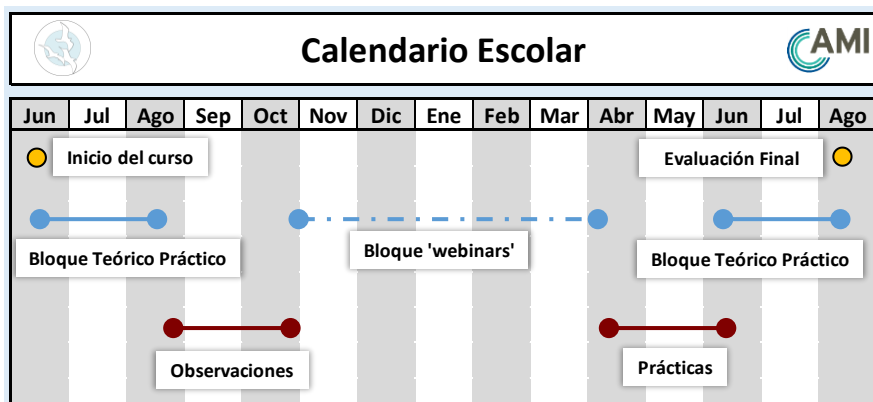 Calendario Escolar
AMI
Jun Jul Ago Sep Oct Nov Dic Ene Feb Mar Abr May Jun Jul Ago
Inicio del curso
Evaluación Final
Bloque Teórico Práctico
Bloque 'webinars'
Bloque Teórico Práctico
Observaciones
Prácticas